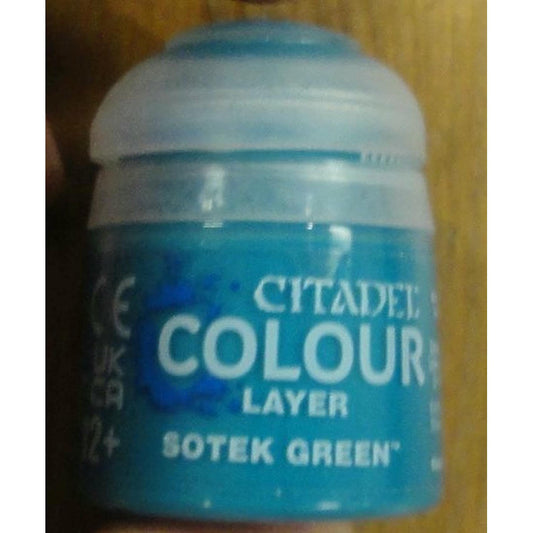 CITADEL
COLOUR
LAYER
SOTEK GREEN™
CE
UK
CA
12+